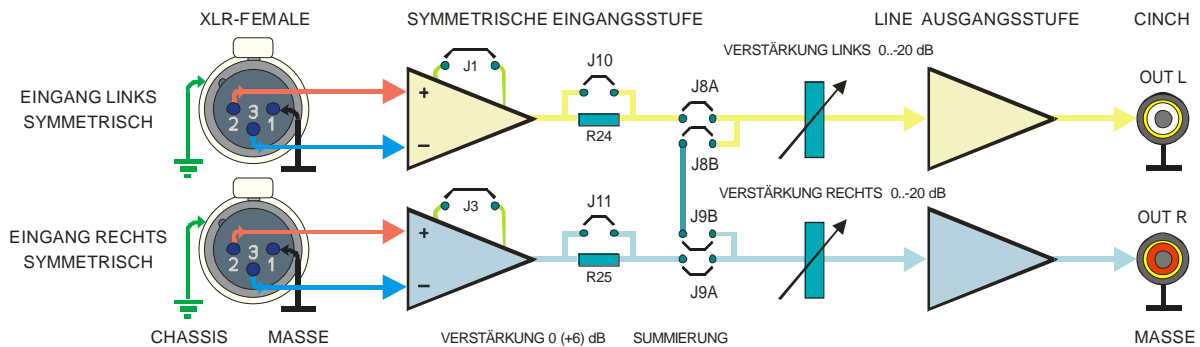 XLR-FEMALE
SYMMETRISCHE EINGANGSSTUFE
LINE AUSGANGSSTUFE
CINCH
VERSTÄRKUNG LINKS 0..-20 dB
J1
J10
J8A
OUT L
EINGANG LINKS
SYMMETRISCH
+
2
3
1
−
R24
J8B
VERSTÄRKUNG RECHTS 0..-20 dB
J3
J11
J9B
OUT R
EINGANG RECHTS
SYMMETRISCH
+
2
3
1
−
R25
J9A
CHASSIS
MASSE
VERSTÄRKUNG 0 (+6) dB
SUMMIERUNG
MASSE